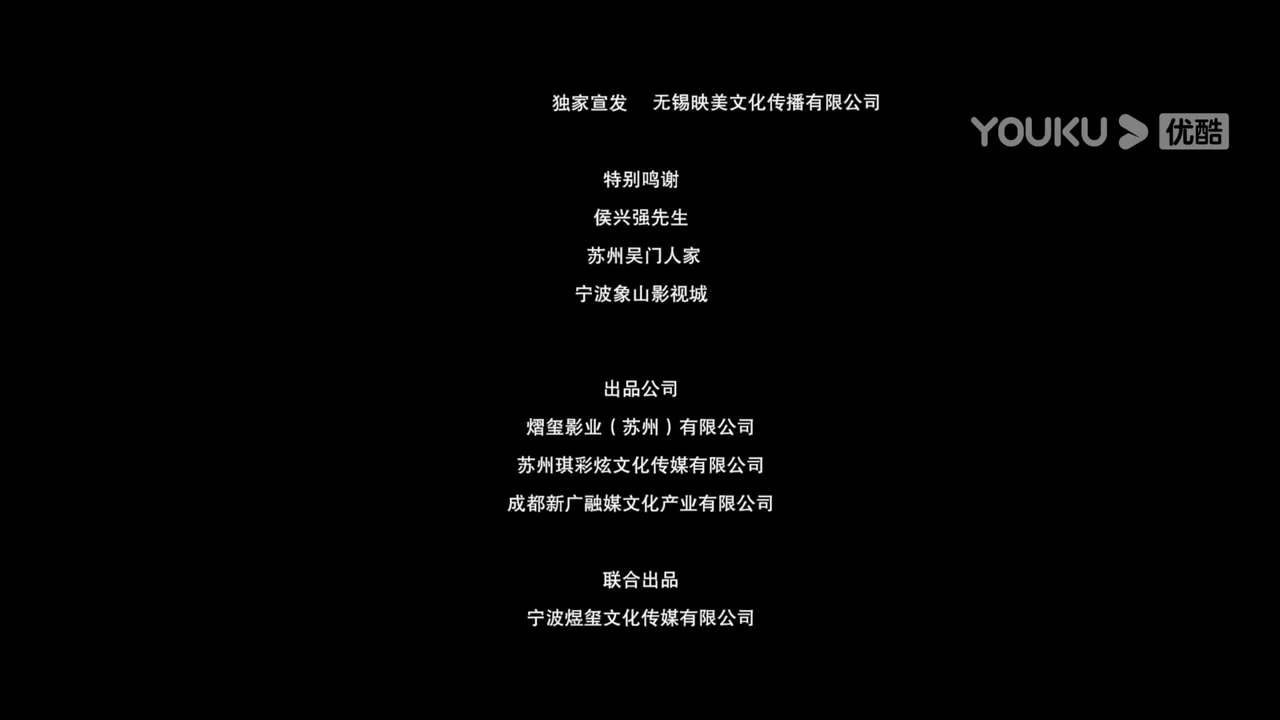 独家宣发 无锡映美文化传播有限公司
YOUKU 优酷
特别鸣谢
侯兴强先生
苏州吴门人家
宁波象山影视城
出品公司
熠玺影业（苏州）有限公司
苏州琪彩炫文化传媒有限公司
成都新广融媒文化产业有限公司
联合出品
宁波煜玺文化传媒有限公司